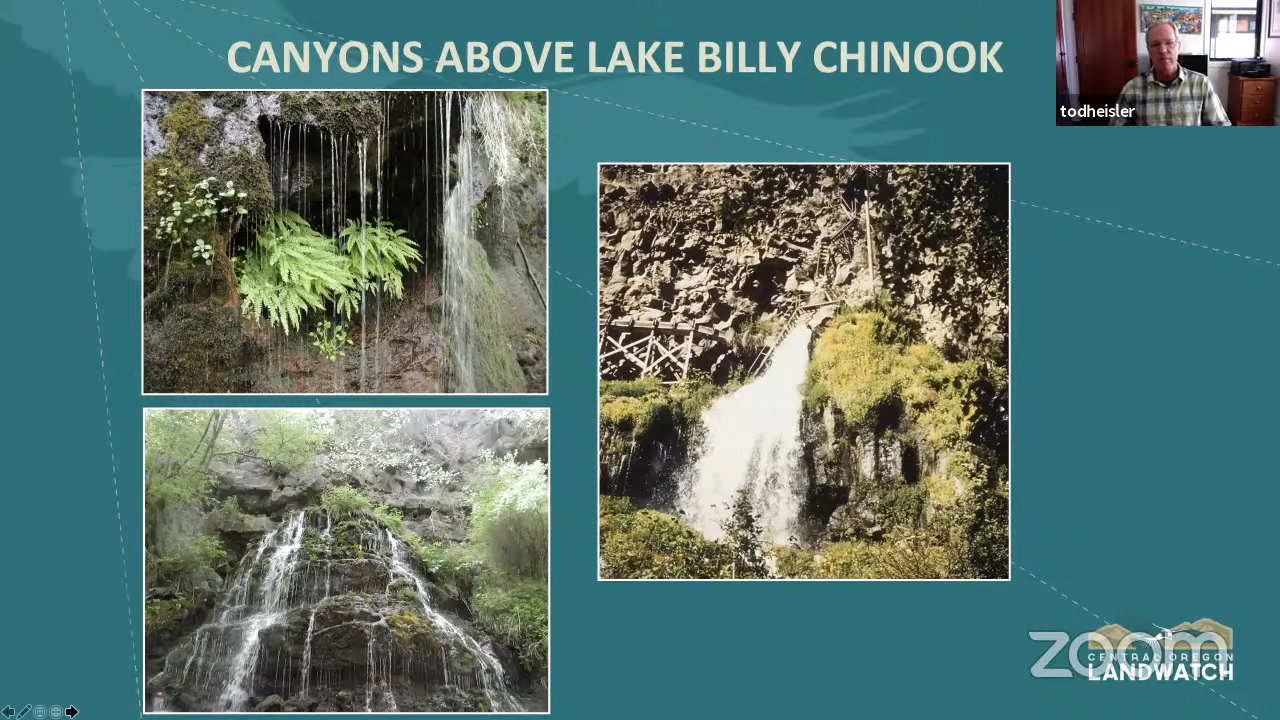 CANYONS ABOVE LAKE BILLY CHINOOK
todheisler
zoom
CENTRAL OREGON
LANDWATCH